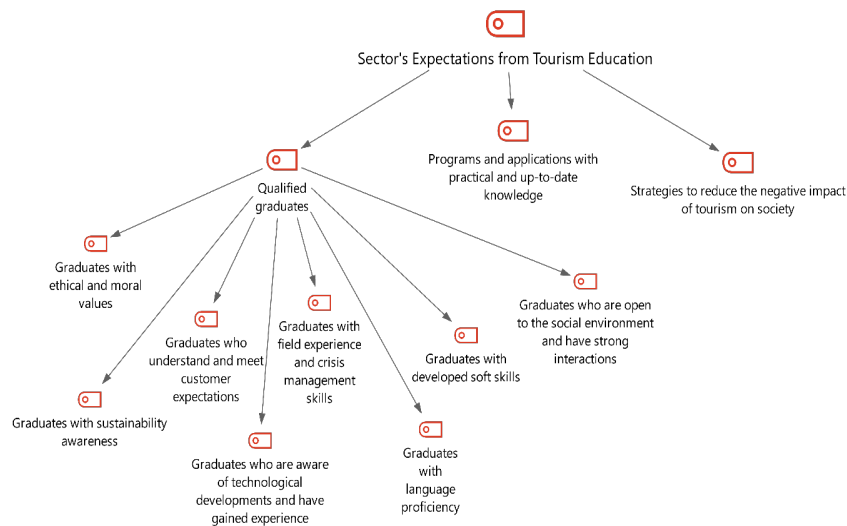 Sector's Expectations from Tourism Education
Programs and applications with
practical and up-to-date
knowledge
Strategies to reduce the negative impact
of tourism on society
Qualified
graduates
Graduates with
ethical and moral
values
Graduates who
understand and meet
customer
expectations
Graduates with
field experience
and crisis
management
skills
Graduates with
developed soft skills
Graduates who are open
to the social environment
and have strong
interactions
Graduates with sustainability
awareness
Graduates who are aware
of technological
developments and have
gained experience
Graduates
with
language
proficiency